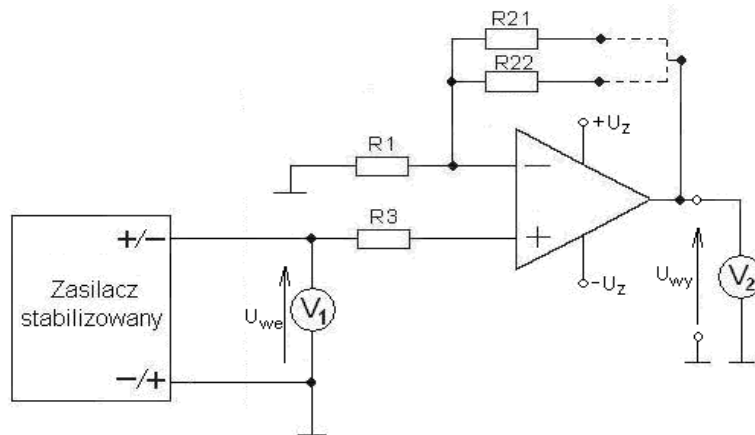 R21
R22
+Uz
R1
R3
+/−
Zasilacz
stabilizowany
−/+
Uwe
V1
−
+
−Uz
Uwy
V2